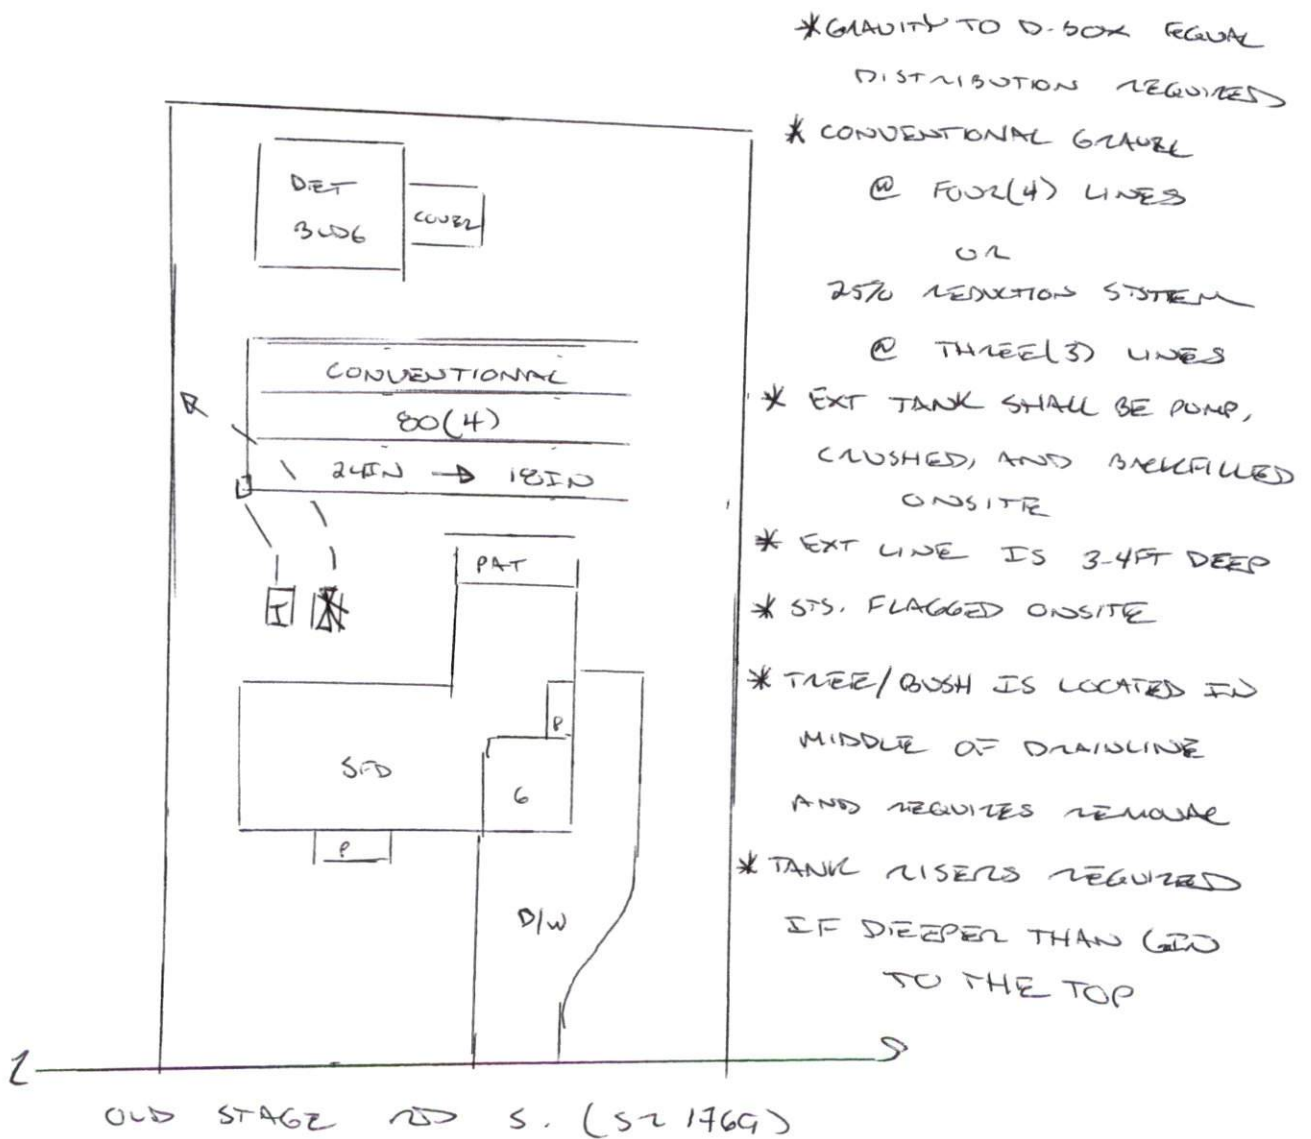 *GRAVITY TO D-BOX EQUAL
DISTRIBUTION REQUIRED
* CONVENTIONAL GRAVEL
@ FOUR(4) LINES
OR
25% REDUCTION SYSTEM
@ THREE(3) LINES
* EXT TANK SHALL BE PUMP,
CRUSHED, AND BACKFILLED
ONSITE
* EXT LINE IS 3-4FT DEEP
* SYS. FLAGGED ONSITE
* TREE/BUSH IS LOCATED IN
MIDDLE OF DRAINLINE
AND REQUIRES REMOVAL
* TANK RISERS REQUIRED
IF DEEPER THAN 6IN
TO THE TOP
DET
BLDG
COVER
CONVENTIONAL
80(4)
24IN → 18IN
PAT
T
P
SFD
G
P
D/W
OLD STAGE RD S. (SR 1769)